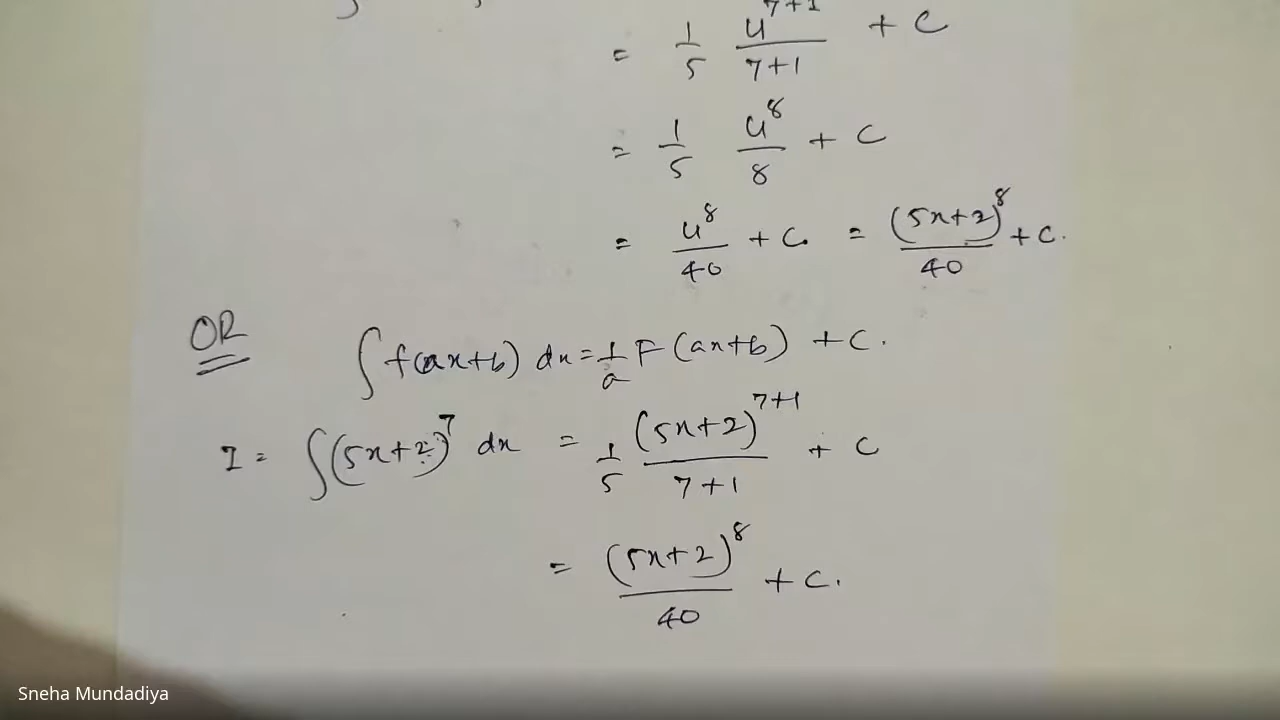 = 1/5 u^(7+1)/(7+1) + C
= 1/5 u^8/8 + C
= u^8/40 + C. = (5x+2)^8/40 + C.
OR ∫ f(ax+b) dx = 1/a F(ax+b) + C.
I = ∫(5x+2)^7 dx = 1/5 (5x+2)^(7+1)/(7+1) + C
= (5x+2)^8/40 + C.
Sneha Mundadiya